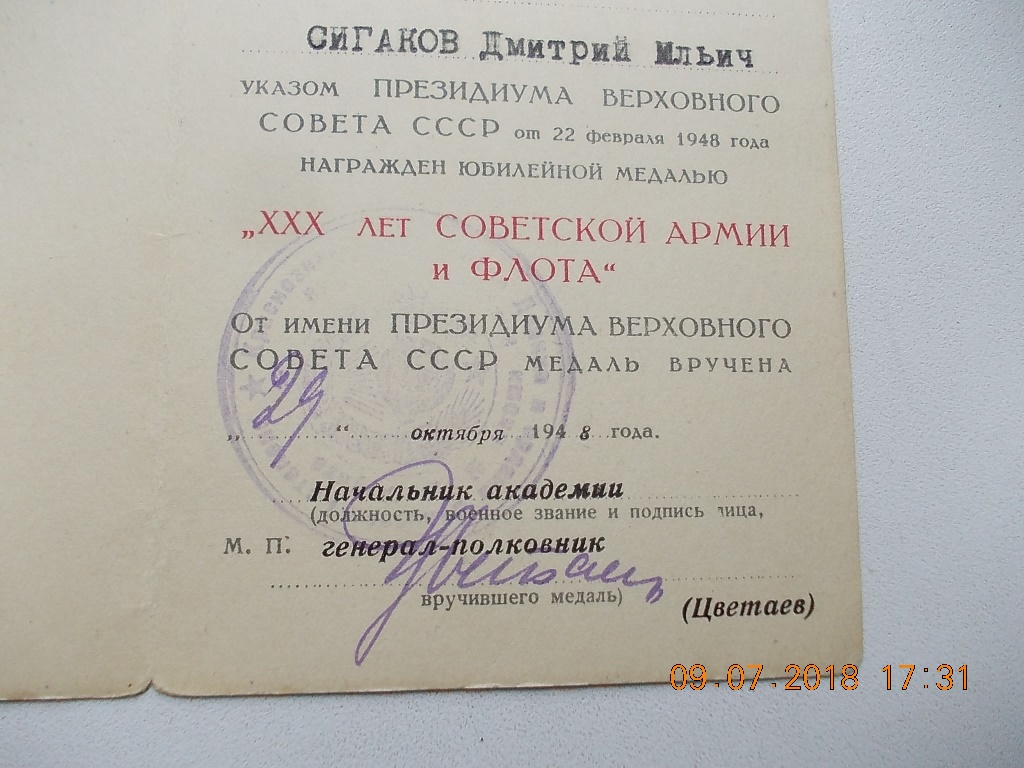 СИГАКОВ Дмитрий Ильич
УКАЗОМ ПРЕЗИДИУМА ВЕРХОВНОГО
СОВЕТА СССР от 22 февраля 1948 года
НАГРАЖДЕН ЮБИЛЕЙНОЙ МЕДАЛЬЮ
„XXX ЛЕТ СОВЕТСКОЙ АРМИИ
и ФЛОТА“
От имени ПРЕЗИДИУМА ВЕРХОВНОГО
СОВЕТА СССР МЕДАЛЬ ВРУЧЕНА
„29“ октября 1948 года.
Начальник академии
(должность, военное звание и подпись лица,
М. П. генерал-полковник
Цветаев
вручившего медаль)
(Цветаев)
09.07.2018 17:31